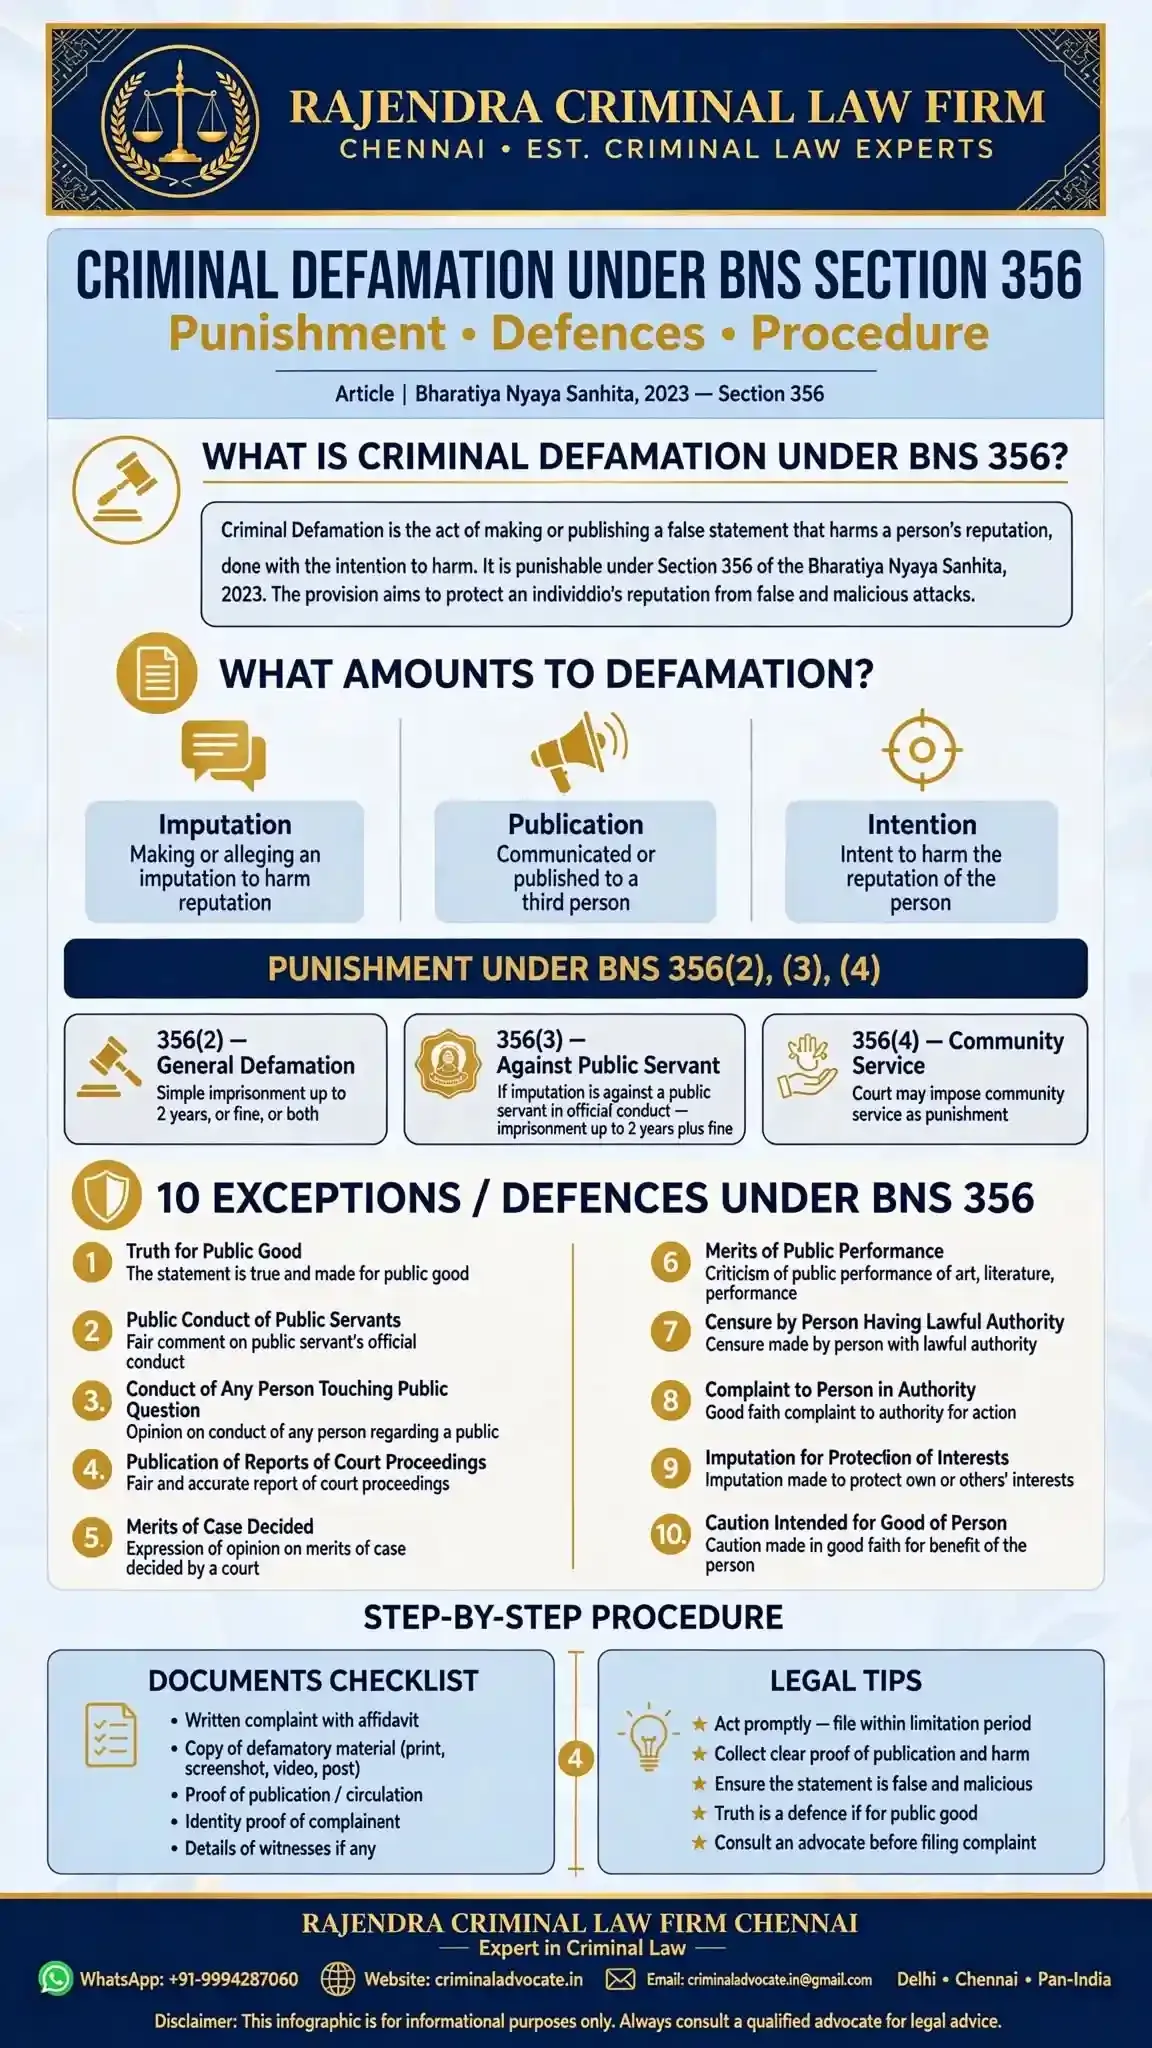 RAJENDRA CRIMINAL LAW FIRM
CHENNAI • EST. CRIMINAL LAW EXPERTS
CRIMINAL DEFAMATION UNDER BNS SECTION 356
Punishment • Defences • Procedure
Article | Bharatiya Nyaya Sanhita, 2023 — Section 356
WHAT IS CRIMINAL DEFAMATION UNDER BNS 356?
Criminal Defamation is the act of making or publishing a false statement that harms a person's reputation,
done with the intention to harm. It is punishable under Section 356 of the Bharatiya Nyaya Sanhita,
2023. The provision aims to protect an individdio's reputation from false and malicious attacks.
WHAT AMOUNTS TO DEFAMATION?
Imputation
Making or alleging an
imputation to harm
reputation
Publication
Communicated or
published to a
third person
Intention
Intent to harm the
reputation of the
person
PUNISHMENT UNDER BNS 356(2), (3), (4)
356(2) —
General Defamation
Simple imprisonment up to
2 years, or fine, or both
356(3) —
Against Public Servant
If imputation is against a public
servant in official conduct —
imprisonment up to 2 years plus fine
356(4) — Community
Service
Court may impose community
service as punishment
10 EXCEPTIONS / DEFENCES UNDER BNS 356
1
Truth for Public Good
The statement is true and made for public good
2
Public Conduct of Public Servants
Fair comment on public servant's official
conduct
3.
Conduct of Any Person Touching Public
Question
Opinion on conduct of any person regarding a public
4.
Publication of Reports of Court Proceedings
Fair and accurate report of court proceedings
5.
Merits of Case Decided
Expression of opinion on merits of case
decided by a court
6
Merits of Public Performance
Criticism of public performance of art, literature,
performance
7
Censure by Person Having Lawful Authority
Censure made by person with lawful authority
8
Complaint to Person in Authority
Good faith complaint to authority for action
9
Imputation for Protection of Interests
Imputation made to protect own or others' interests
10.
Caution Intended for Good of Person
Caution made in good faith for benefit of the
person
STEP-BY-STEP PROCEDURE
DOCUMENTS CHECKLIST
• Written complaint with affidavit
• Copy of defamatory material (print,
screenshot, video, post)
• Proof of publication / circulation
• Identity proof of complainent
• Details of witnesses if any
4
LEGAL TIPS
★ Act promptly — file within limitation period
★ Collect clear proof of publication and harm
★ Ensure the statement is false and malicious
★ Truth is a defence if for public good
★ Consult an advocate before filing complaint
RAJENDRA CRIMINAL LAW FIRM CHENNAI
— Expert in Criminal Law —
WhatsApp: +91-9994287060 Website: criminaladvocate.in Email: criminaladvocate.in@gmail.com Delhi • Chennai • Pan-India
Disclaimer: This infographic is for informational purposes only. Always consult a qualified advocate for legal advice.